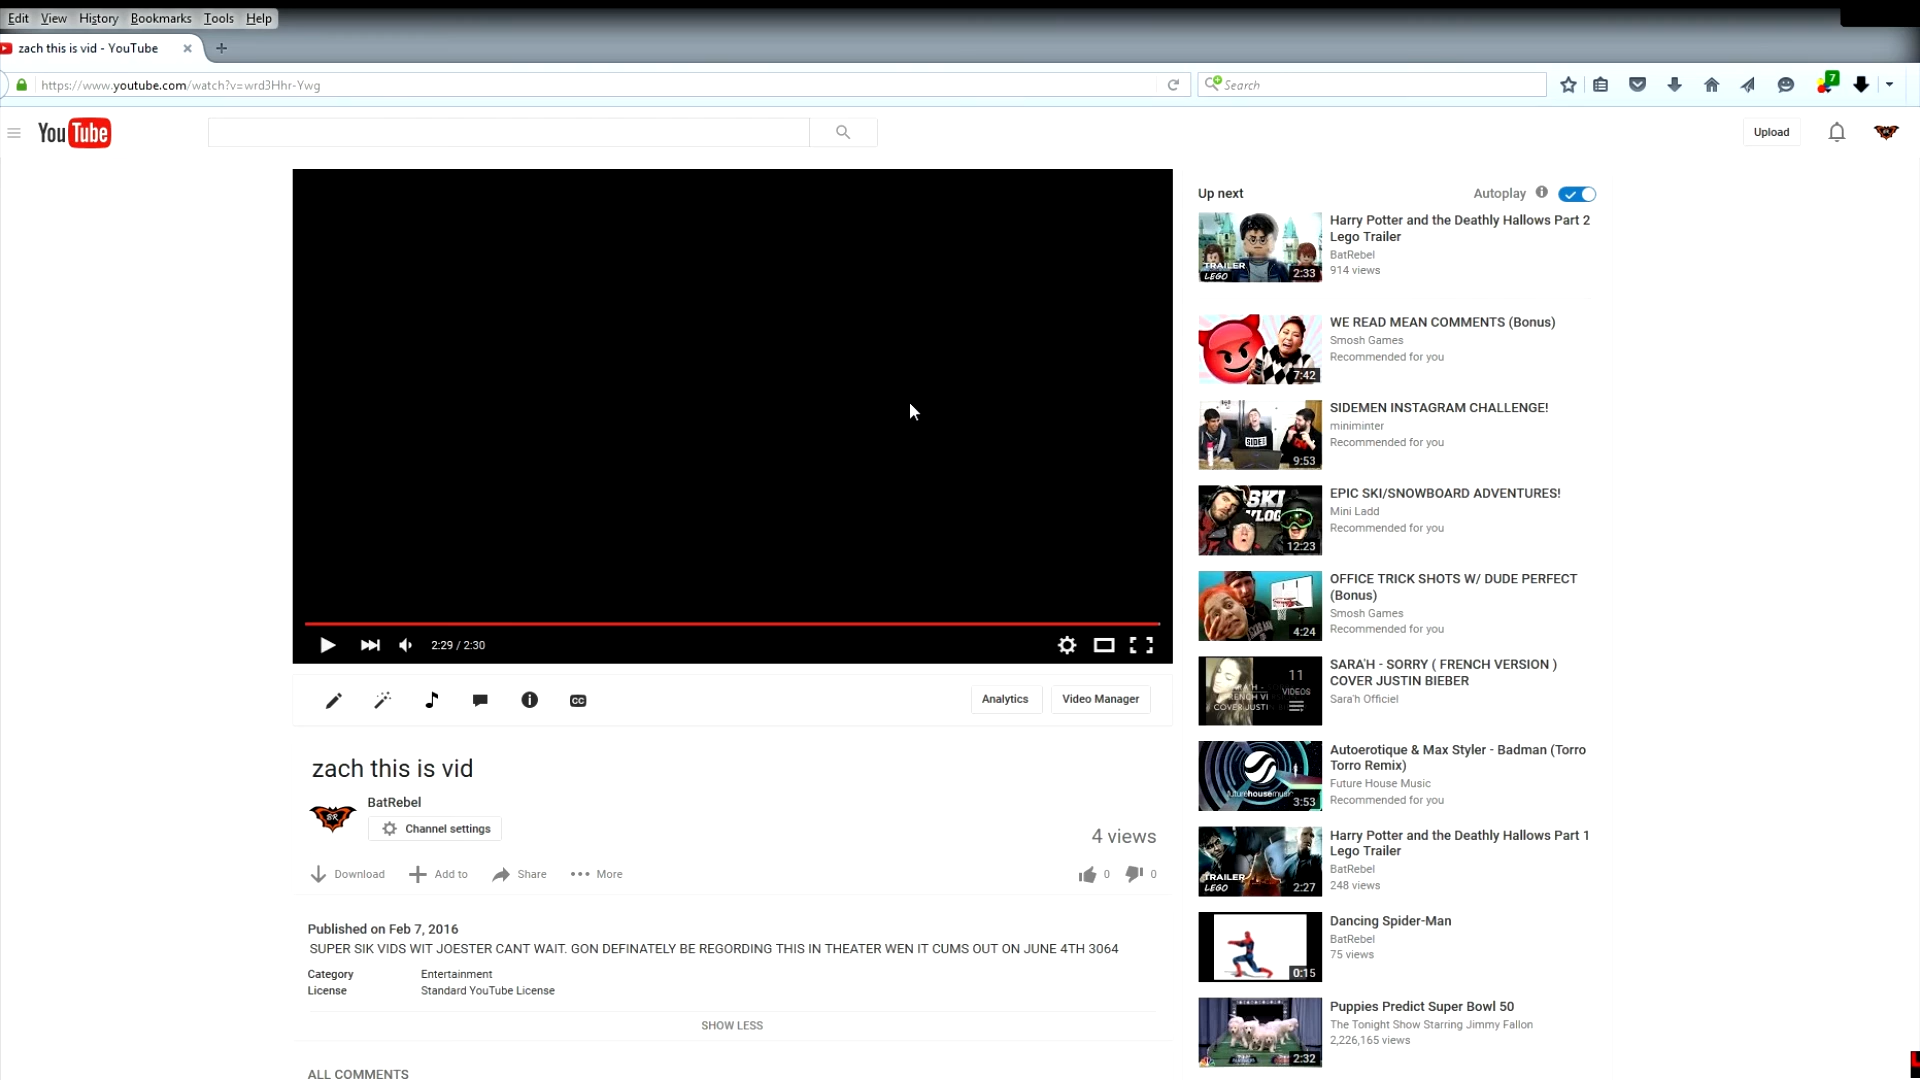 Edit View History Bookmarks Tools Help
zach this is vid - YouTube
https://www.youtube.com/watch?v=wrd3Hhr-Ywg
Search
7
YouTube
Upload
Up next
Autoplay
Harry Potter and the Deathly Hallows Part 2
Lego Trailer
BatRebel
914 views
TRAILER
LEGO
2:33
WE READ MEAN COMMENTS (Bonus)
Smosh Games
Recommended for you
7:42
SIDEMEN INSTAGRAM CHALLENGE!
miniminter
Recommended for you
9:53
EPIC SKI/SNOWBOARD ADVENTURES!
Mini Ladd
Recommended for you
SKI
VLOG
12:23
OFFICE TRICK SHOTS W/ DUDE PERFECT
(Bonus)
Smosh Games
Recommended for you
4:24
SARA'H - SORRY ( FRENCH VERSION )
COVER JUSTIN BIEBER
Sara'h Officiel
11
VIDEOS
Autoerotique & Max Styler - Badman (Torro
Torro Remix)
Future House Music
Recommended for you
3:53
Harry Potter and the Deathly Hallows Part 1
Lego Trailer
BatRebel
248 views
TRAILER
LEGO
2:27
Dancing Spider-Man
BatRebel
75 views
0:15
Puppies Predict Super Bowl 50
The Tonight Show Starring Jimmy Fallon
2,226,165 views
2:32
2:29 / 2:30
CC
Analytics
Video Manager
zach this is vid
BatRebel
BR
Channel settings
4 views
Download Add to Share More
0 0
Published on Feb 7, 2016
SUPER SIK VIDS WIT JOESTER CANT WAIT. GON DEFINATELY BE REGORDING THIS IN THEATER WEN IT CUMS OUT ON JUNE 4TH 3064
Category Entertainment
License Standard YouTube License
SHOW LESS
ALL COMMENTS